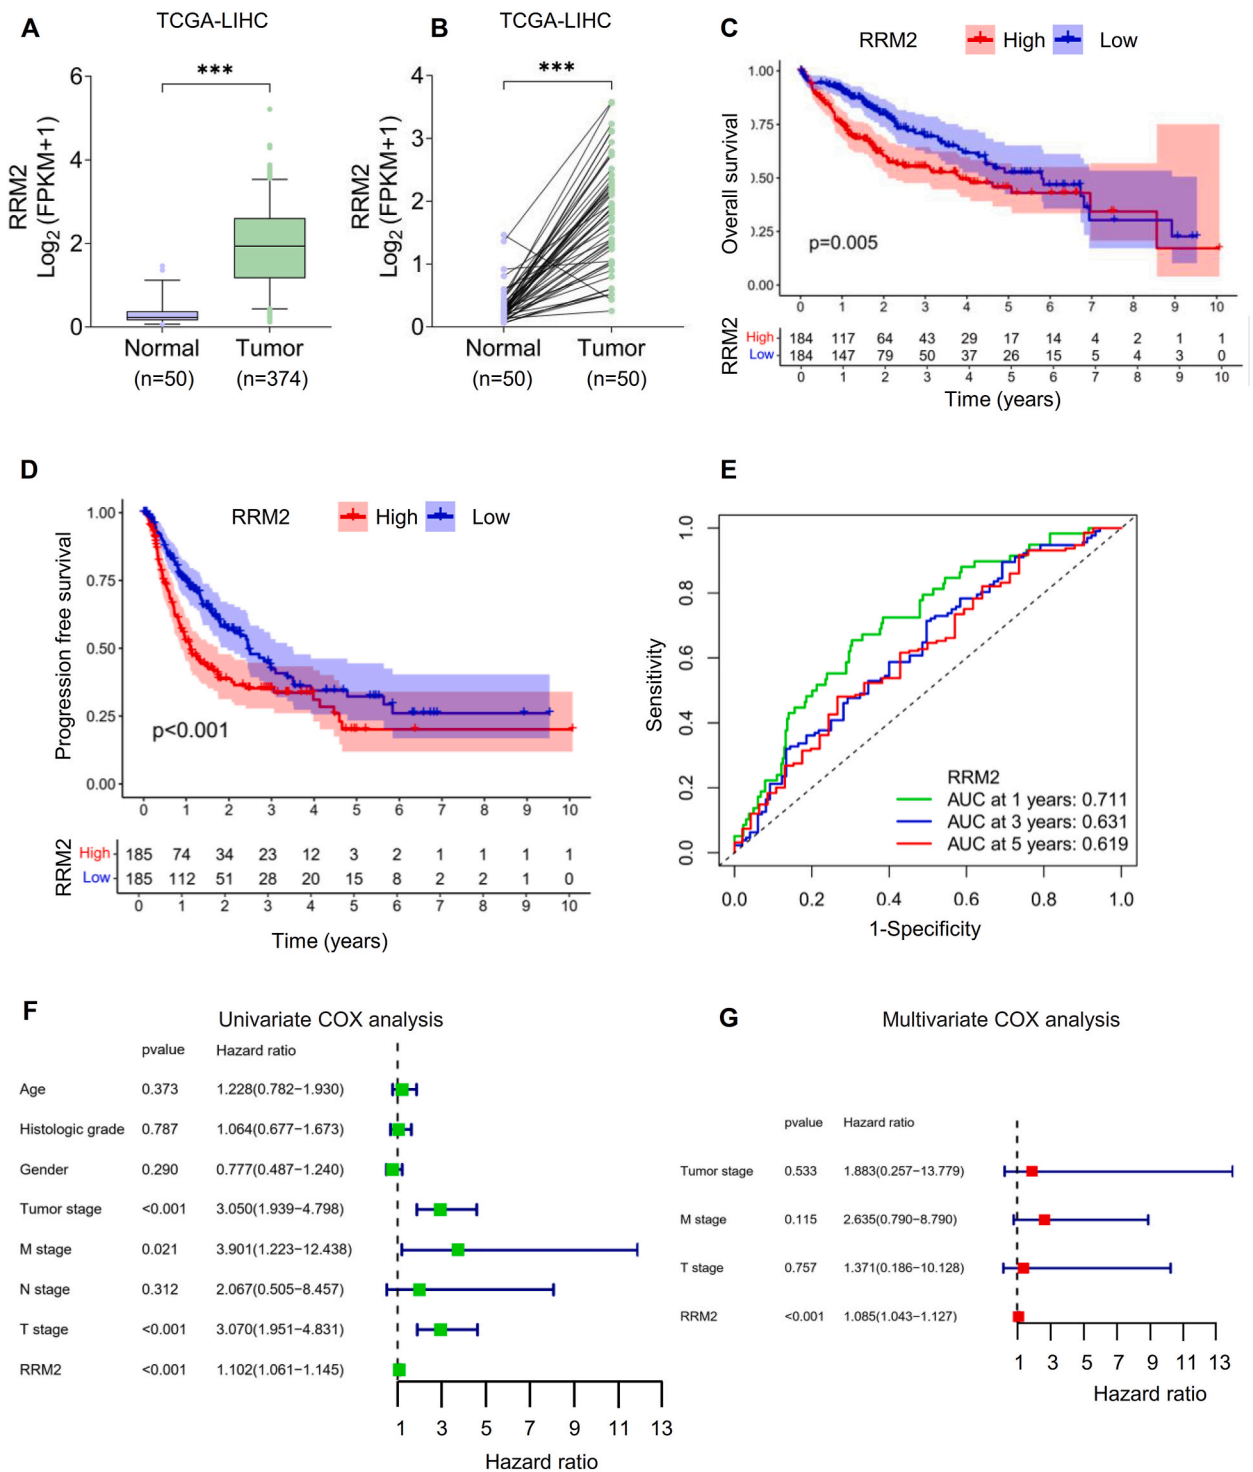 A
TCGA-LIHC
RRM2
Log2 (FPKM+1)
6
4
2
0
***
Normal
Tumor
(n=50)
(n=374)
B
TCGA-LIHC
RRM2
Log2 (FPKM+1)
4
3
2
1
0
***
Normal
Tumor
(n=50)
(n=50)
C
RRM2 High Low
Overall survival
1.00
0.75
0.50
0.25
0.00
p=0.005
0 1 2 3 4 5 6 7 8 9 10
RRM2
High 184 117 64 43 29 17 14 4 2 1 1
Low 184 147 79 50 37 26 15 5 4 3 0
0 1 2 3 4 5 6 7 8 9 10
Time (years)
D
RRM2 High Low
Progression free survival
1.00
0.75
0.50
0.25
0.00
p<0.001
0 1 2 3 4 5 6 7 8 9 10
RRM2
High 185 74 34 23 12 3 2 1 1 1 1
Low 185 112 51 28 20 15 8 2 2 1 0
0 1 2 3 4 5 6 7 8 9 10
Time (years)
E
Sensitivity
1.0
0.8
0.6
0.4
0.2
0.0
RRM2
AUC at 1 years: 0.711
AUC at 3 years: 0.631
AUC at 5 years: 0.619
0.0 0.2 0.4 0.6 0.8 1.0
1-Specificity
F
Univariate COX analysis
pvalue Hazard ratio
Age 0.373 1.228(0.782−1.930)
Histologic grade 0.787 1.064(0.677−1.673)
Gender 0.290 0.777(0.487−1.240)
Tumor stage <0.001 3.050(1.939−4.798)
M stage 0.021 3.901(1.223−12.438)
N stage 0.312 2.067(0.505−8.457)
T stage <0.001 3.070(1.951−4.831)
RRM2 <0.001 1.102(1.061−1.145)
1 3 5 7 9 11 13
Hazard ratio
G
Multivariate COX analysis
pvalue Hazard ratio
Tumor stage 0.533 1.883(0.257−13.779)
M stage 0.115 2.635(0.790−8.790)
T stage 0.757 1.371(0.186−10.128)
RRM2 <0.001 1.085(1.043−1.127)
1 3 5 7 9 11 13
Hazard ratio